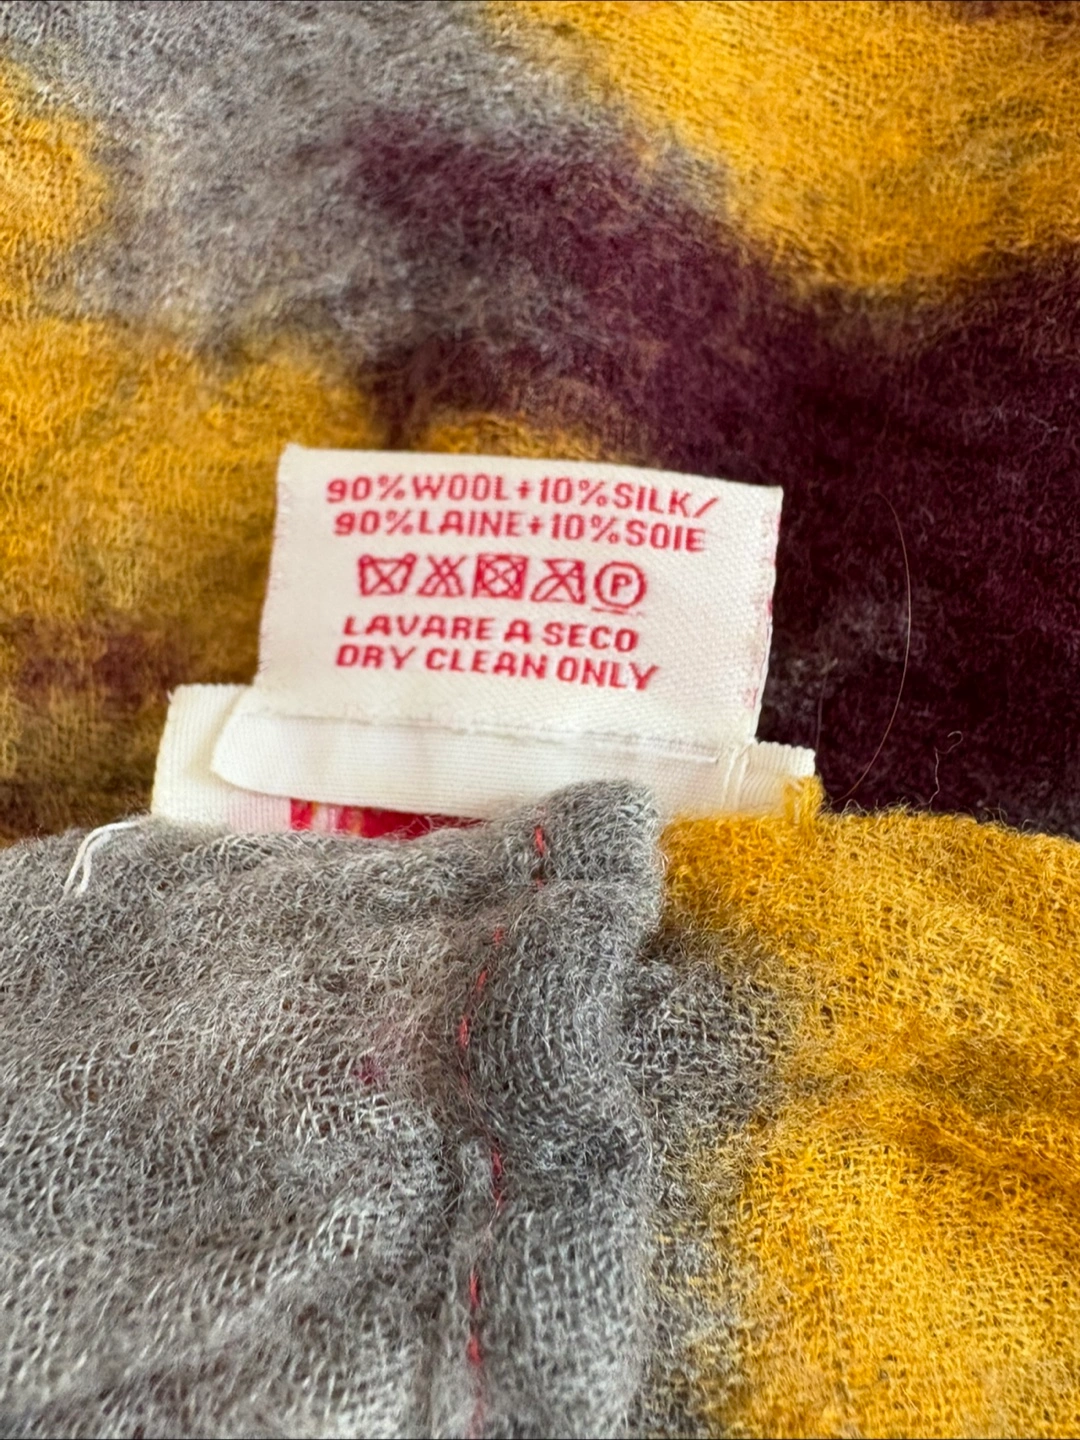 90%WOOL+10%SILK/
90%LAINE+10%SOIE
P
LAVARE A SECO
DRY CLEAN ONLY